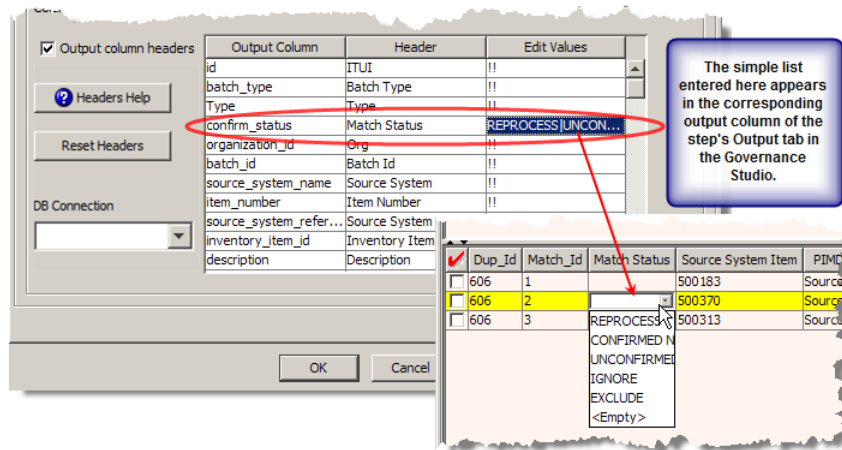 Output column headers
Output Column Header Edit Values
id ITUI !!
batch_type Batch Type !!
Type Type !!
confirm_status Match Status REPROCESS|UNCON...
organization_id Org !!
batch_id Batch Id !!
source_system_name Source System !!
item_number Item Number !!
source_system_refer... Source System
inventory_item_id Inventory Item
description Description
Headers Help
Reset Headers
DB Connection
OK Cancel
The simple list
entered here appears
in the corresponding
output column of the
step's Output tab in
the Governance
Studio.
Dup_Id Match_Id Match Status Source System Item PIMD
606 1 500183 Source
606 2 500370 Source
606 3 500313 Source
REPROCESS
CONFIRMED N
UNCONFIRMED
IGNORE
EXCLUDE
<Empty>